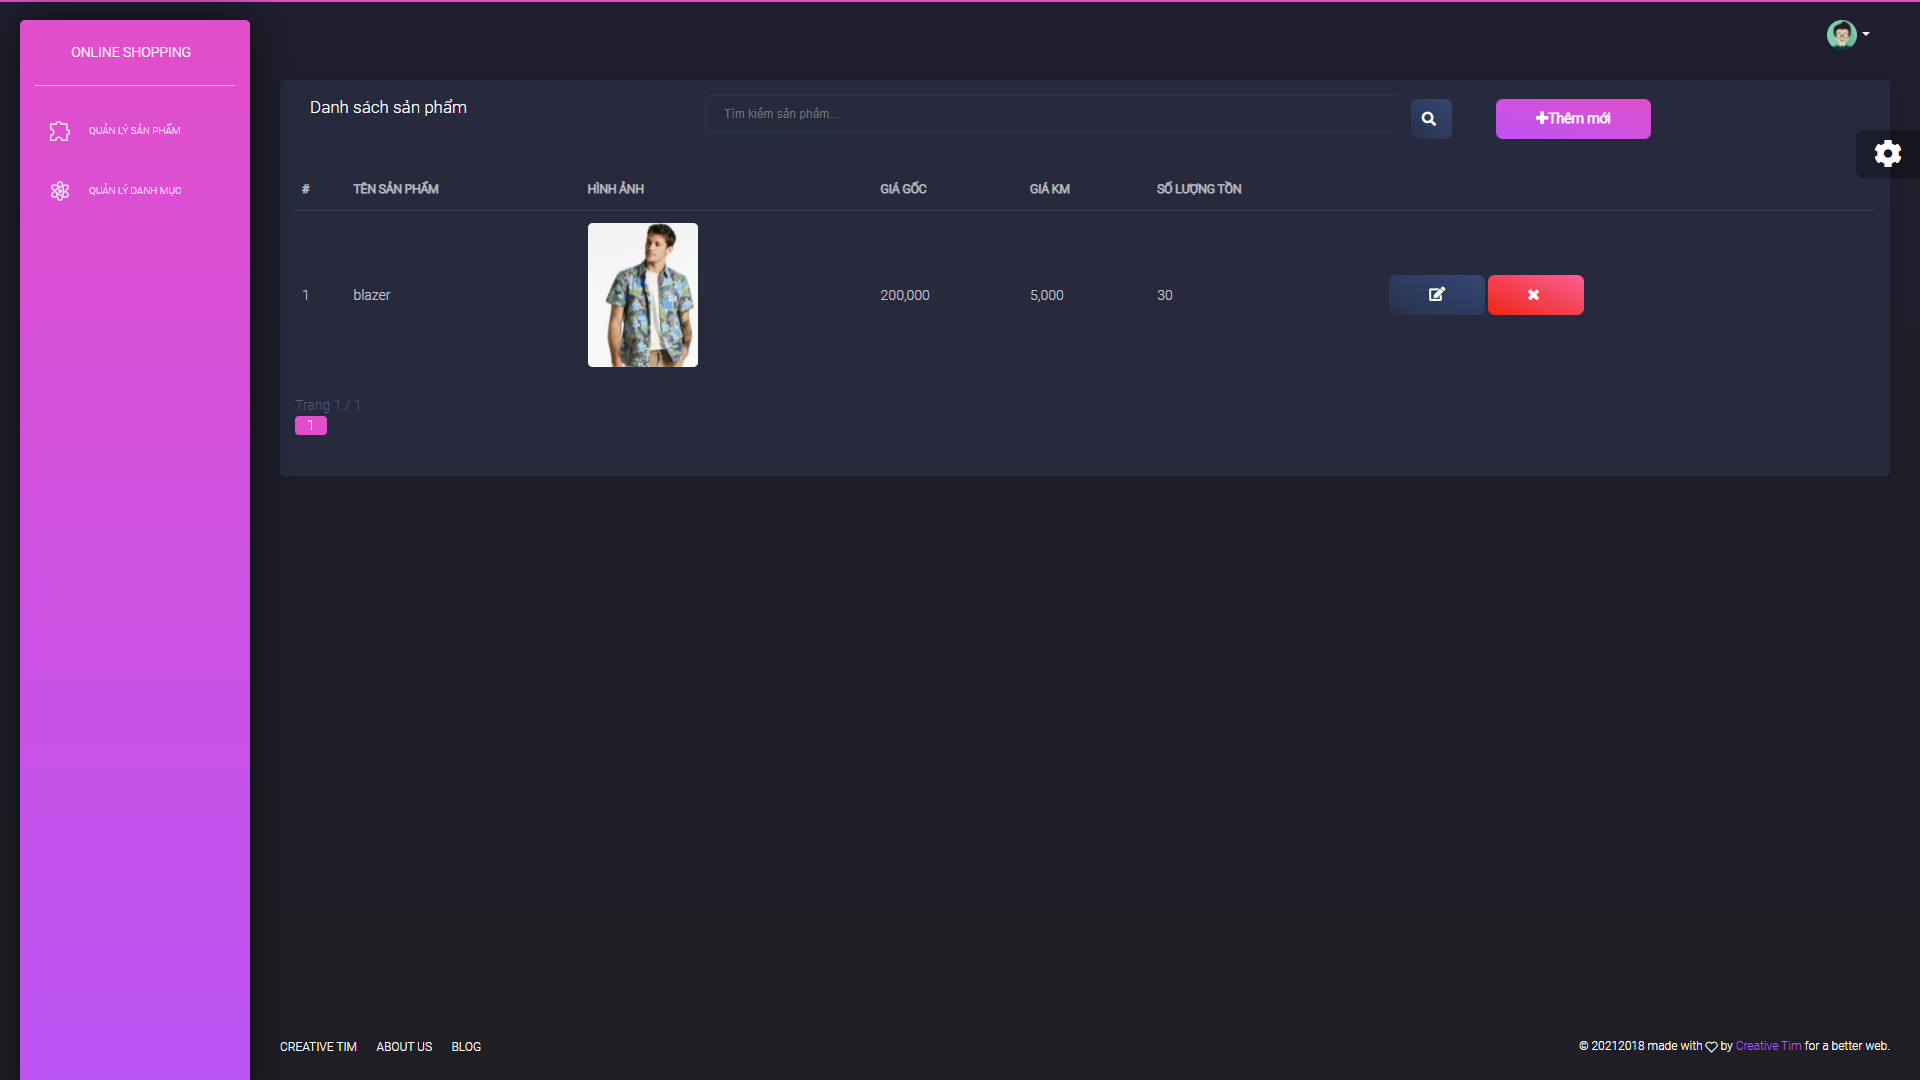 ONLINE SHOPPING
QUẢN LÝ SẢN PHẨM
QUẢN LÝ DANH MỤC
Danh sách sản phẩm
Tìm kiếm sản phẩm...
Thêm mới
# TÊN SẢN PHẨM HÌNH ẢNH GIÁ GỐC GIÁ KM SỐ LƯỢNG TỒN
1 blazer 200,000 5,000 30
Trang 1 / 1
1
CREATIVE TIM ABOUT US BLOG
© 20212018 made with by Creative Tim for a better web.